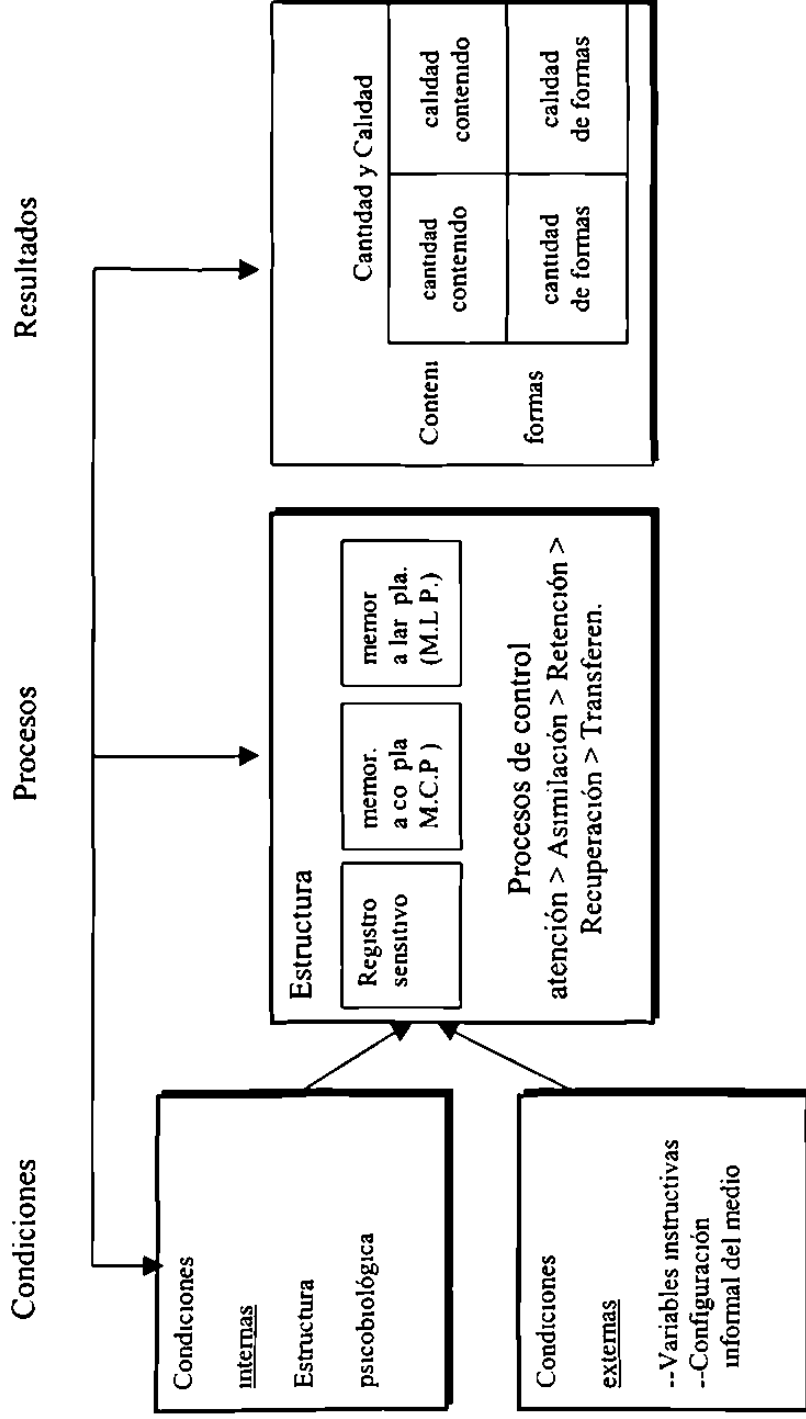 Condiciones
Procesos
Resultados
Condiciones
internas
Estructura
psicobiológica
Condiciones
externas
--Variables instructivas
--Configuración
informal del medio
Estructura
Registro
sensitivo
memor.
a co pla
M.C.P )
memor
a lar pla.
(M.L P.)
Procesos de control
atención > Asimilación > Retención >
Recuperación > Transferen.
Cantidad y Calidad
Conteni
cantidad
contenido
calidad
contenido
formas
cantidad
de formas
calidad
de formas